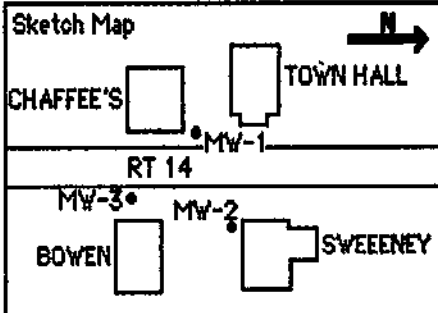 Sketch Map
N
TOWN HALL
CHAFFEE'S
MW-1
RT 14
MW-3
MW-2
BOWEN
SWEEENEY